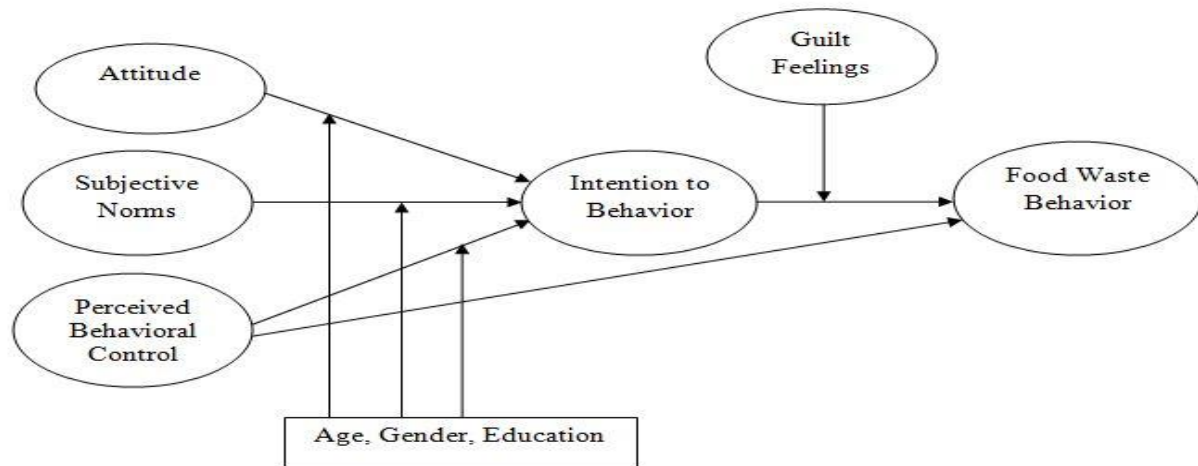 Attitude
Subjective
Norms
Perceived
Behavioral
Control
Intention to
Behavior
Guilt
Feelings
Food Waste
Behavior
Age, Gender, Education